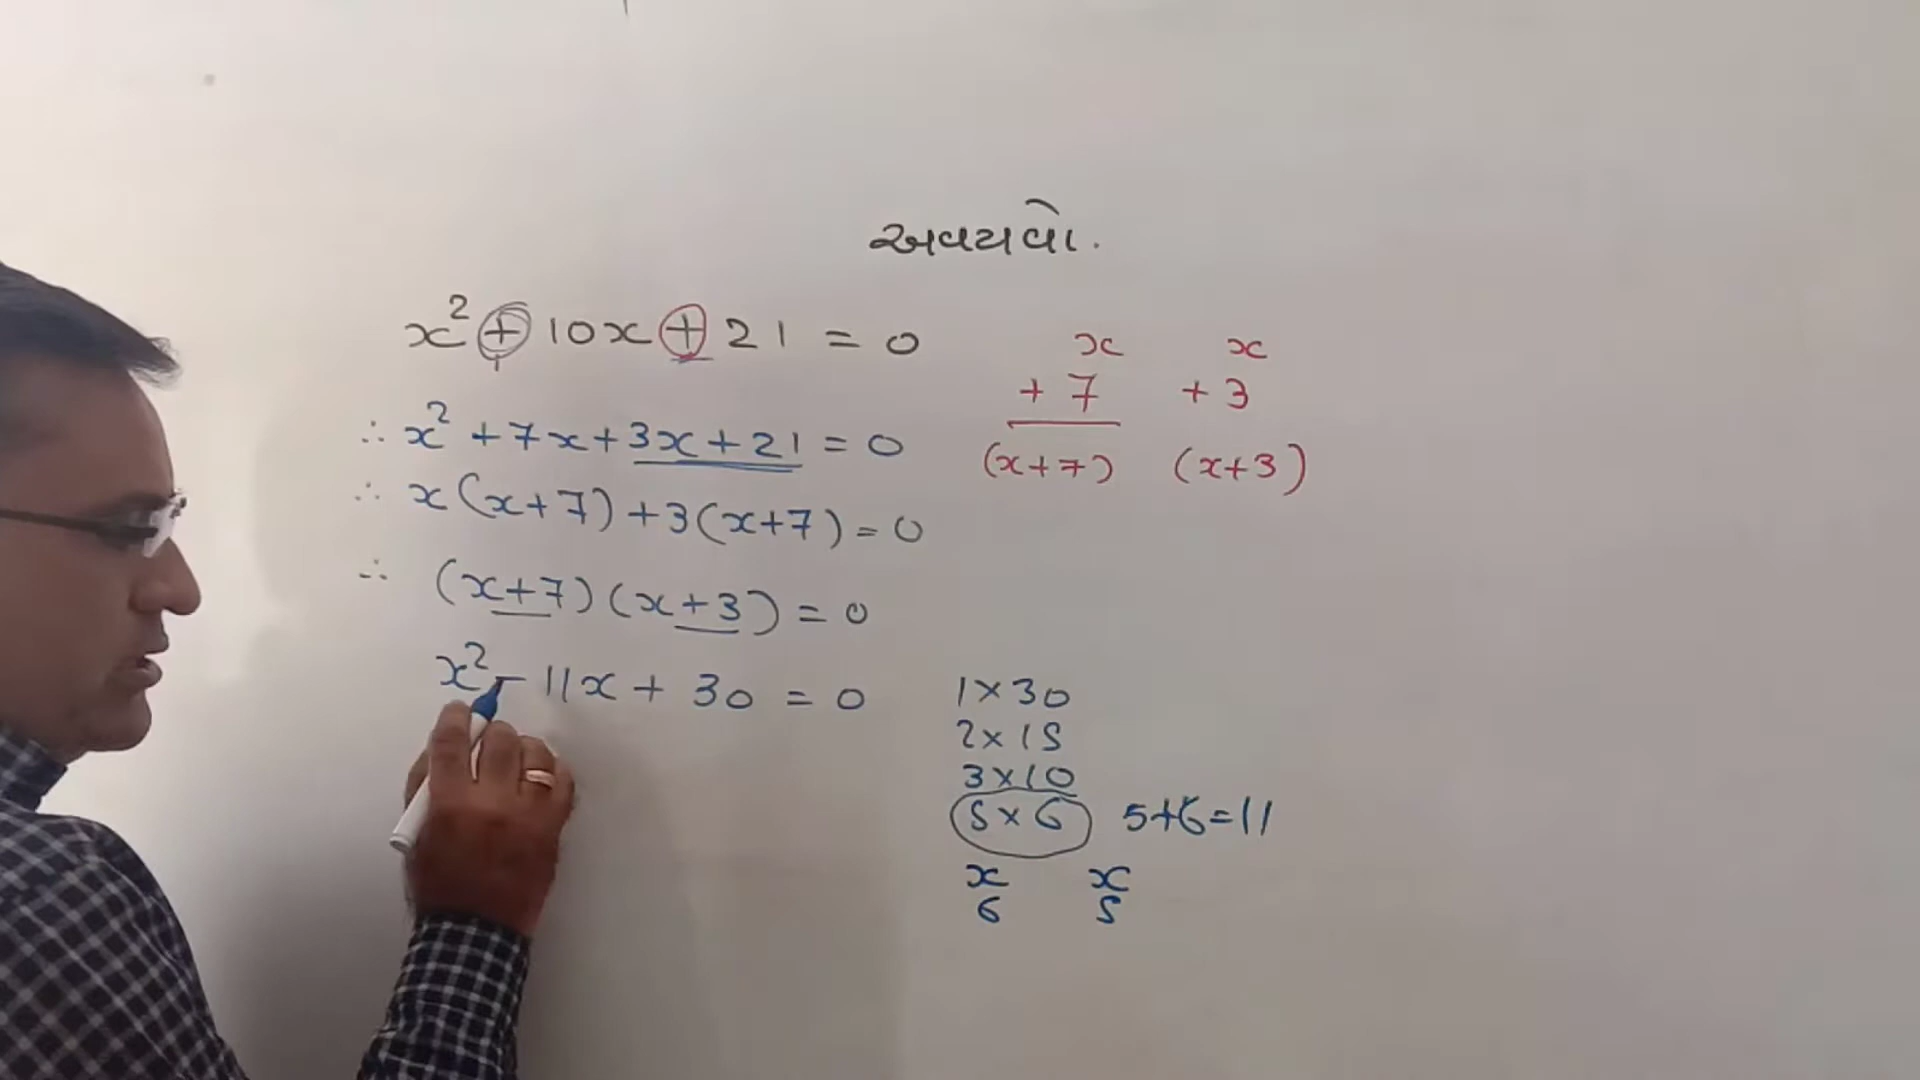 અવયવો.
x² + 10x + 21 = 0
∴ x² + 7x + 3x + 21 = 0
∴ x(x+7) + 3(x+7) = 0
∴ (x+7)(x+3) = 0
x² - 11x + 30 = 0
x x
+ 7 + 3
(x+7) (x+3)
1 x 30
2 x 15
3 x 10
5 x 6 5+6=11
x x
6 5